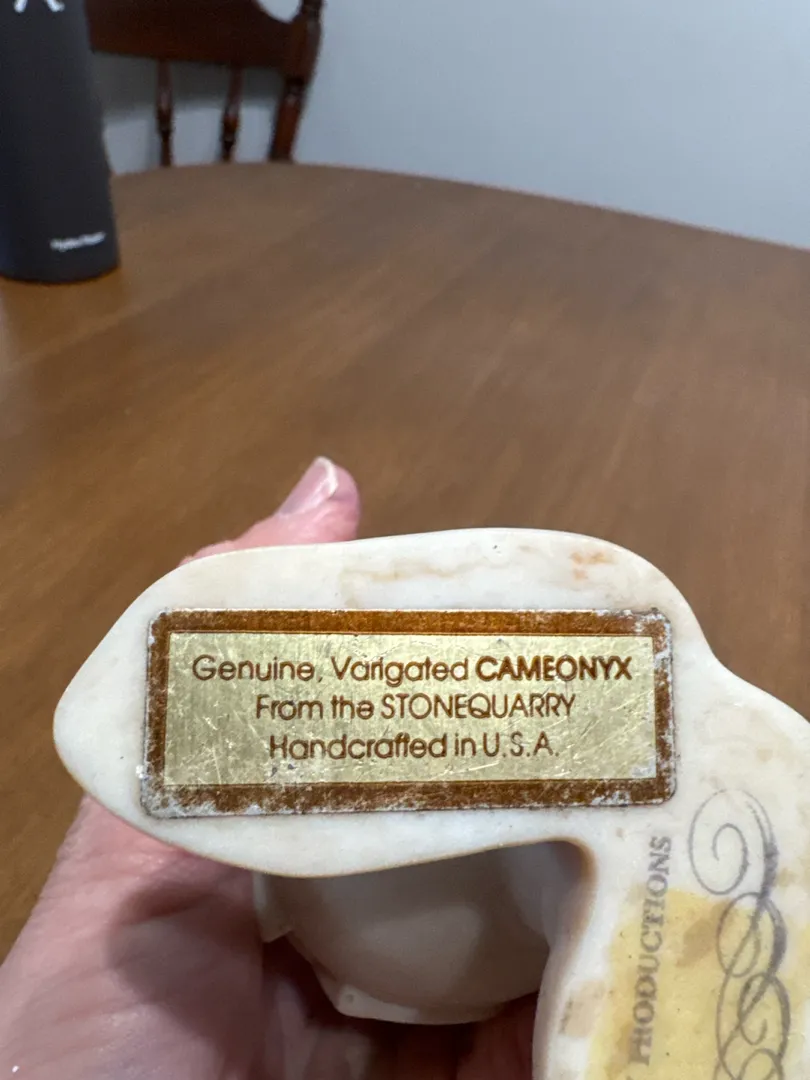 Genuine, Varigated CAMEONYX
From the STONEQUARRY
Handcrafted in U.S.A.
PRODUCTIONS